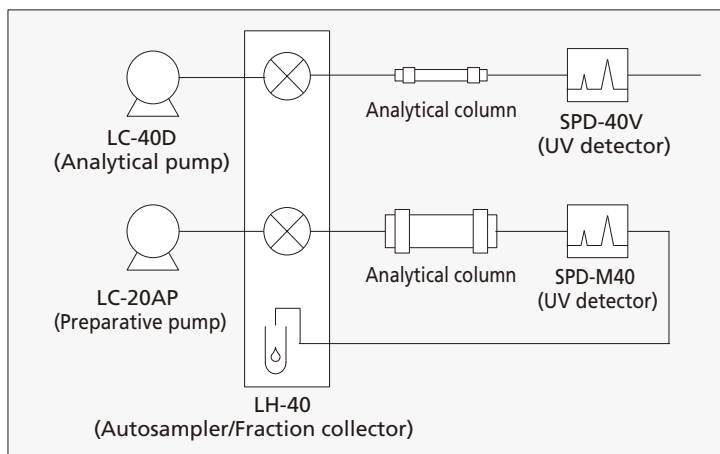 LC-40D
(Analytical pump)
Analytical column
SPD-40V
(UV detector)
LC-20AP
(Preparative pump)
Analytical column
SPD-M40
(UV detector)
LH-40
(Autosampler/Fraction collector)